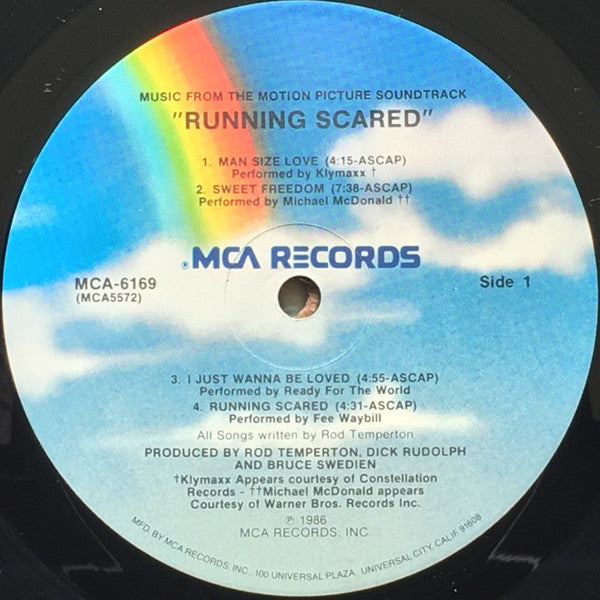 MUSIC FROM THE MOTION PICTURE SOUNDTRACK
"RUNNING SCARED"
1. MAN SIZE LOVE (4:15-ASCAP)
Performed by Klymaxx †
2. SWEET FREEDOM (7:36-ASCAP)
Performed by Michael McDonald ††
MCA RECORDS
MCA-6169
(MCA5572)
Side 1
3. I JUST WANNA BE LOVED (4:55-ASCAP)
Performed by Ready For The World
4. RUNNING SCARED (4:31-ASCAP)
Performed by Fee Waybill
All Songs written by Rod Temperton
PRODUCED BY ROD TEMPERTON, DICK RUDOLPH
AND BRUCE SWEDIEN
†Klymaxx Appears courtesy of Constellation
Records - ††Michael McDonald appears
Courtesy of Warner Bros. Records Inc.
℗ 1986
MCA RECORDS, INC
MFD. BY MCA RECORDS, INC., 100 UNIVERSAL PLAZA, UNIVERSAL CITY, CALIF. 91608